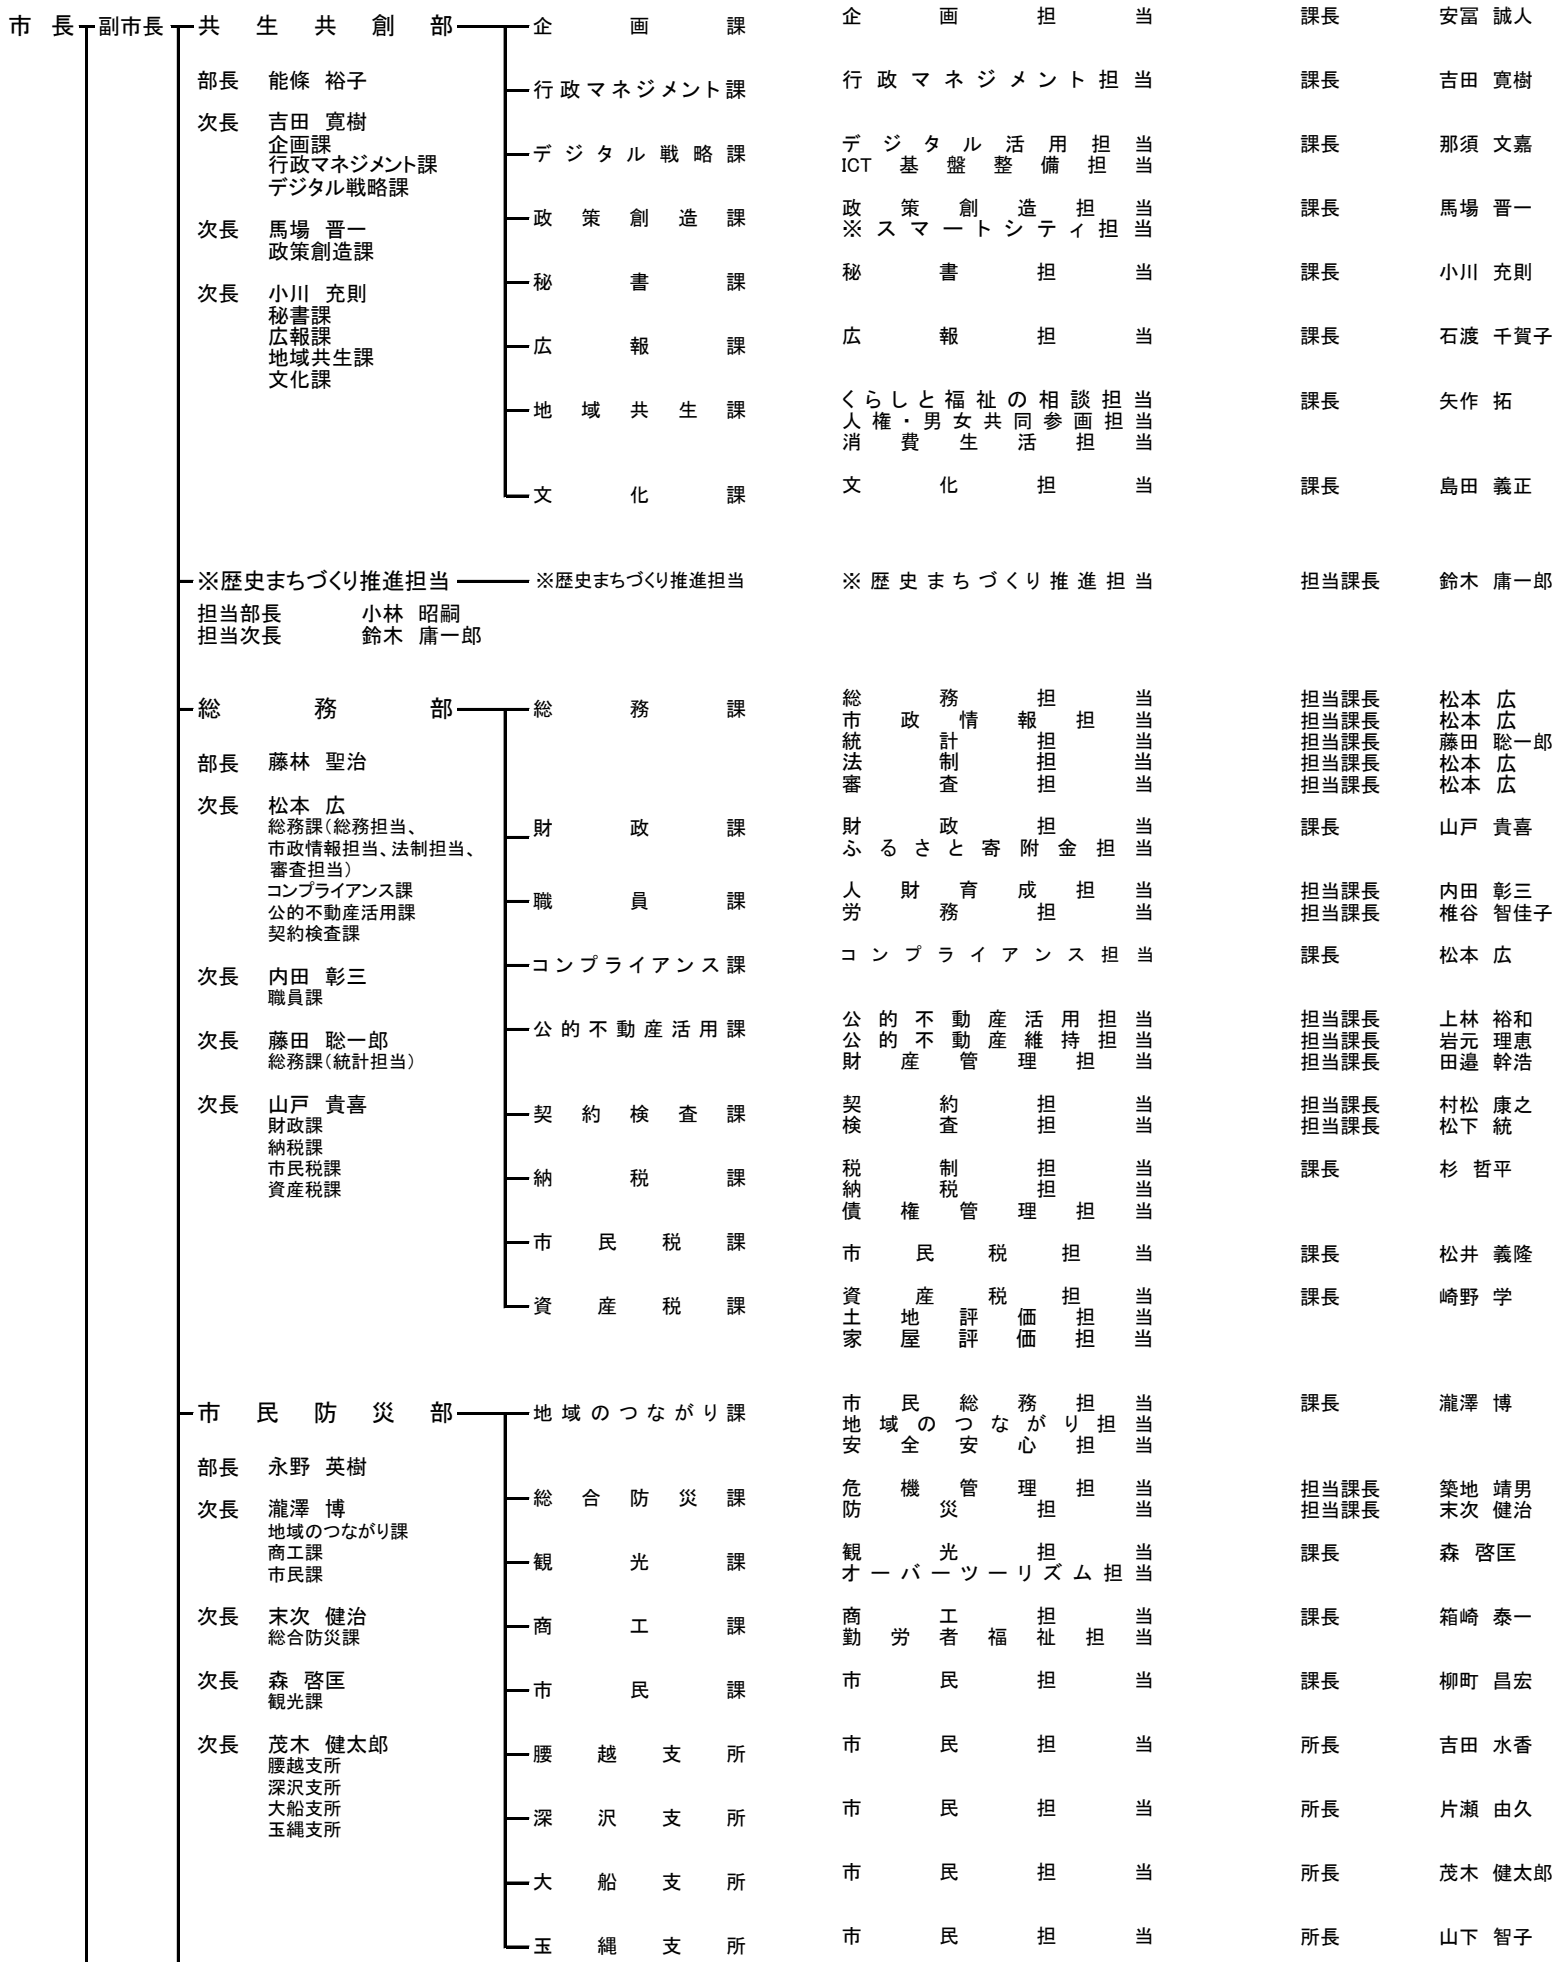 市長 副市長 共生共創部 企画課 企画担当 課長 安冨 誠人
部長 能條 裕子
行政マネジメント課 行政マネジメント担当 課長 吉田 寛樹
次長 吉田 寛樹
企画課
行政マネジメント課
デジタル戦略課
デジタル戦略課 デジタル活用担当 課長 那須 文嘉
ICT基盤整備担当
次長 馬場 晋一
政策創造課
政策創造課 政策創造担当 課長 馬場 晋一
※スマートシティ担当
次長 小川 充則
秘書課
広報課
地域共生課
文化課
秘書課 秘書担当 課長 小川 充則
広報課 広報担当 課長 石渡 千賀子
地域共生課 くらしと福祉の相談担当 課長 矢作 拓
人権・男女共同参画担当
消費生活担当
文化課 文化担当 課長 島田 義正
※歴史まちづくり推進担当 ※歴史まちづくり推進担当 ※歴史まちづくり推進担当 担当課長 鈴木 庸一郎
担当部長 小林 昭嗣
担当次長 鈴木 庸一郎
総務部 総務課 総務担当 担当課長 松本 広
市政情報担当 担当課長 松本 広
統計担当 担当課長 藤田 聡一郎
法制担当 担当課長 松本 広
審査担当 担当課長 松本 広
部長 藤林 聖治
次長 松本 広
総務課(総務担当、
市政情報担当、法制担当、
審査担当)
コンプライアンス課
公的不動産活用課
契約検査課
財政課 財政担当 課長 山戸 貴喜
ふるさと寄附金担当
職員課 人財育成担当 担当課長 内田 彰三
労務担当 担当課長 椎谷 智佳子
次長 内田 彰三
職員課
コンプライアンス課 コンプライアンス担当 課長 松本 広
次長 藤田 聡一郎
総務課(統計担当)
公的不動産活用課 公的不動産活用担当 担当課長 上林 裕和
公的不動産維持担当 担当課長 岩元 理恵
財産管理担当 担当課長 田邉 幹浩
次長 山戸 貴喜
財政課
納税課
市民税課
資産税課
契約検査課 契約担当 担当課長 村松 康之
検査担当 担当課長 松下 統
納税課 税制担当 課長 杉 哲平
納税担当
債権管理担当
市民税課 市民税担当 課長 松井 義隆
資産税課 資産税担当 課長 崎野 学
土地評価担当
家屋評価担当
市民防災部 地域のつながり課 市民総務担当 課長 瀧澤 博
地域のつながり担当
安全安心担当
部長 永野 英樹
次長 瀧澤 博
地域のつながり課
商工課
市民課
総合防災課 危機管理担当 担当課長 築地 靖男
防災担当 担当課長 末次 健治
観光課 観光担当 課長 森 啓匡
オーバーツーリズム担当
次長 末次 健治
総合防災課
商工課 商工担当 課長 箱崎 泰一
勤労者福祉担当
次長 森 啓匡
観光課
市民課 市民担当 課長 柳町 昌宏
次長 茂木 健太郎
腰越支所
深沢支所
大船支所
玉縄支所
腰越支所 市民担当 所長 吉田 水香
深沢支所 市民担当 所長 片瀬 由久
大船支所 市民担当 所長 茂木 健太郎
玉縄支所 市民担当 所長 山下 智子